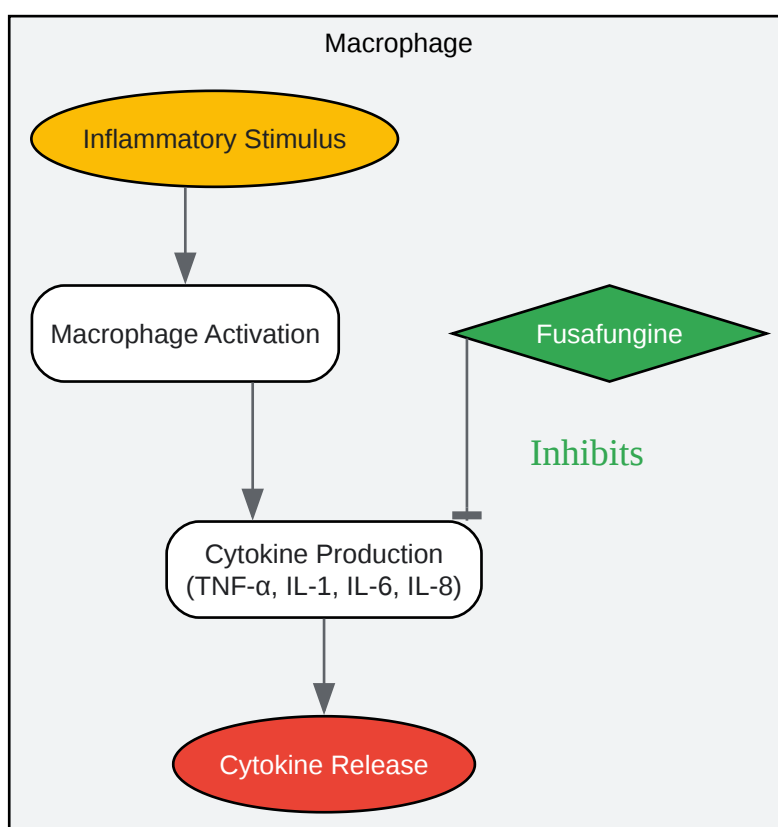 Macrophage
Inflammatory Stimulus
Macrophage Activation
Fusafungine
Inhibits
Cytokine Production
(TNF-α, IL-1, IL-6, IL-8)
Cytokine Release